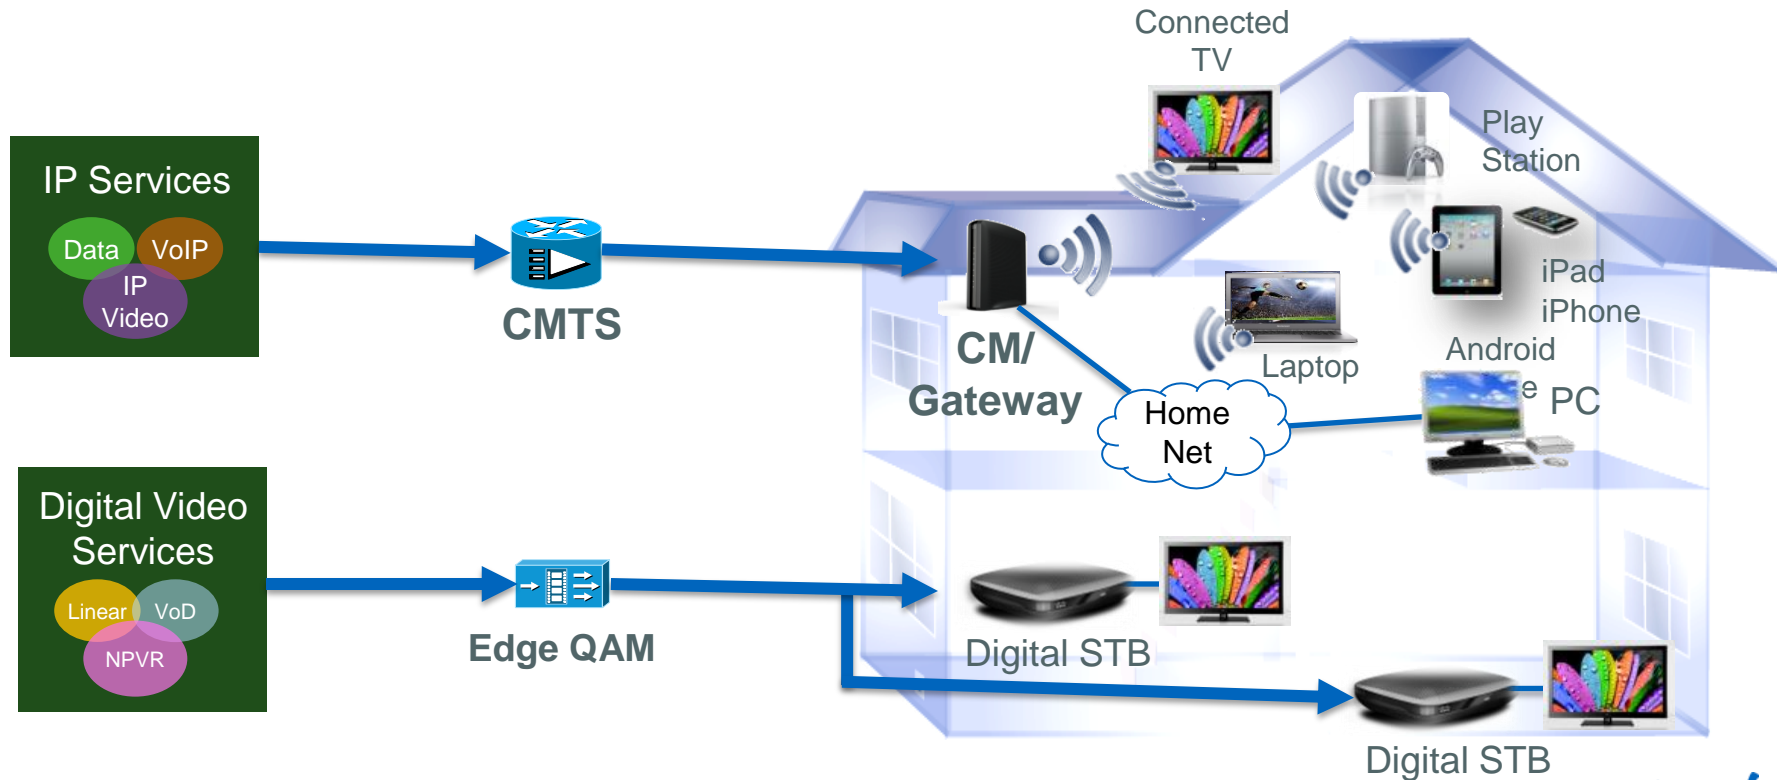 Connected
TV
Play
Station
IP Services
Data
VoIP
IP
Video
CMTS
CM/
Gateway
iPad
iPhone
Android
Laptop
PC
Home
Net
Digital Video
Services
Linear
VoD
NPVR
Edge QAM
Digital STB
Digital STB